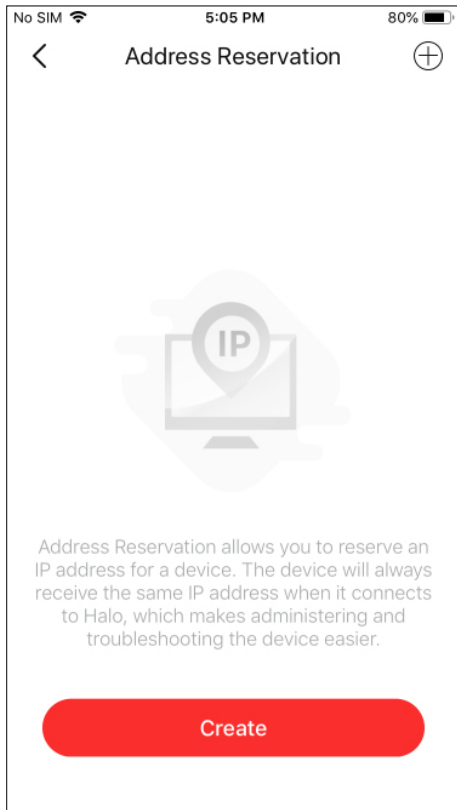 No SIM 5:05 PM 80%
Address Reservation
IP
Address Reservation allows you to reserve an
IP address for a device. The device will always
receive the same IP address when it connects
to Halo, which makes administering and
troubleshooting the device easier.
Create